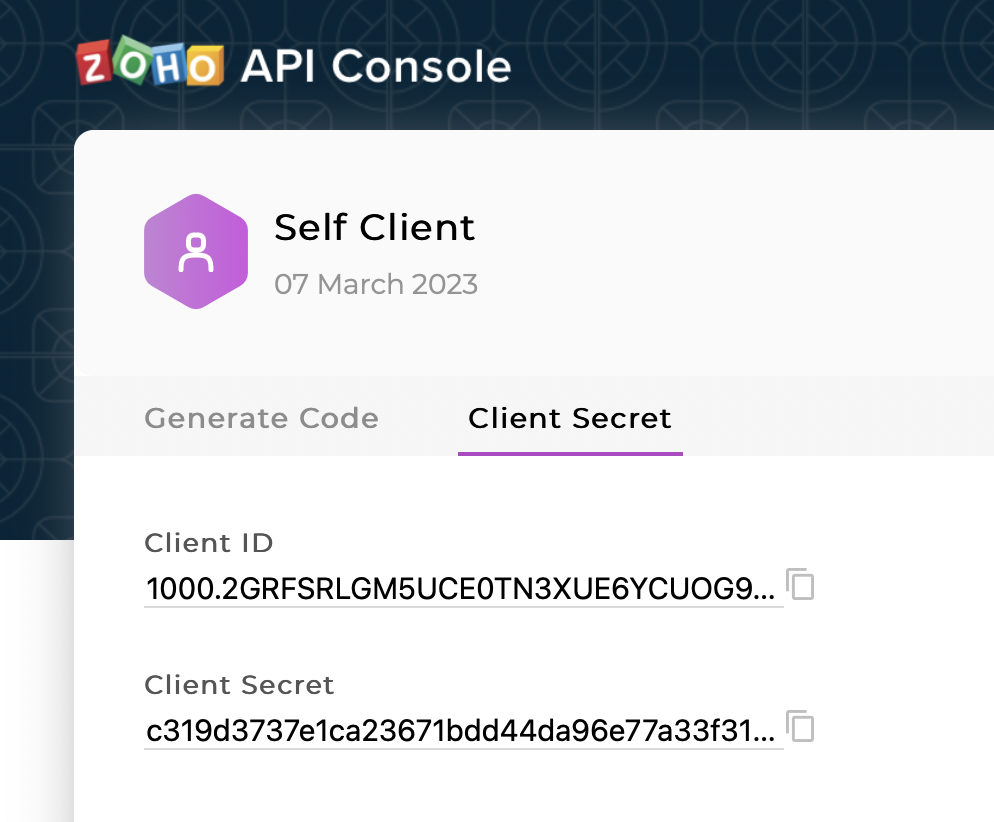 ZOHO API Console
Self Client
07 March 2023
Generate Code Client Secret
Client ID
1000.2GRFSRLGM5UCE0TN3XUE6YCUOG9...
Client Secret
c319d3737e1ca23671bdd44da96e77a33f31...